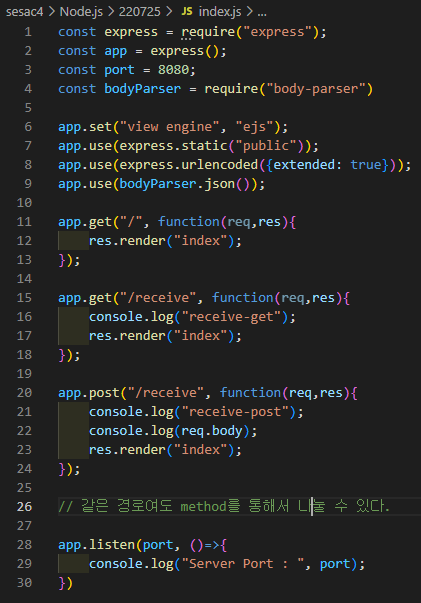 sesac4 > Node.js > 220725 > JS index.js > ...
1 const express = require("express");
2 const app = express();
3 const port = 8080;
4 const bodyParser = require("body-parser")
5
6 app.set("view engine", "ejs");
7 app.use(express.static("public"));
8 app.use(express.urlencoded({extended: true}));
9 app.use(bodyParser.json());
10
11 app.get("/", function(req,res){
12     res.render("index");
13 });
14
15 app.get("/receive", function(req,res){
16     console.log("receive-get");
17     res.render("index");
18 });
19
20 app.post("/receive", function(req,res){
21     console.log("receive-post");
22     console.log(req.body);
23     res.render("index");
24 });
25
26 // 같은 경로여도 method를 통해서 나눌 수 있다.
27
28 app.listen(port, ()=>{
29     console.log("Server Port : ", port);
30 })